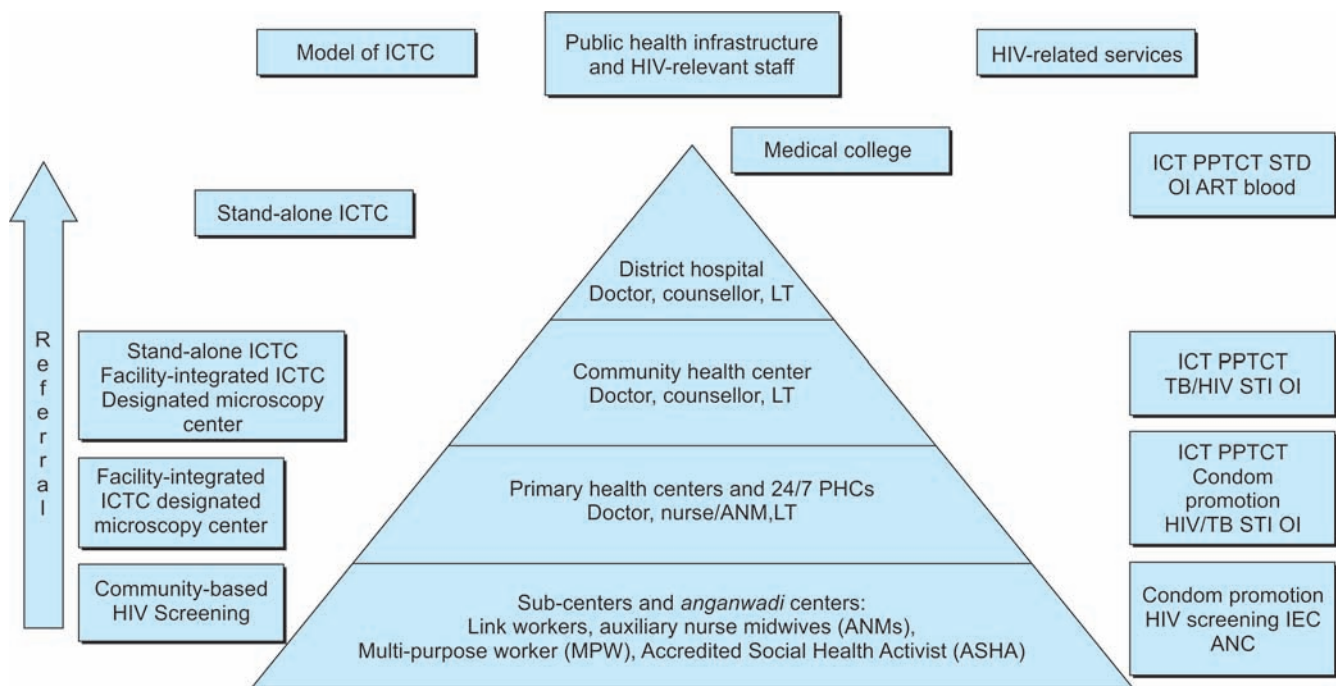 Model of ICTC
Public health infrastructure
and HIV-relevant staff
HIV-related services
Medical college
ICT PPTCT STD
OI ART blood
Stand-alone ICTC
District hospital
Doctor, counsellor, LT
Referral
Stand-alone ICTC
Facility-integrated ICTC
Designated microscopy
center
Community health center
Doctor, counsellor, LT
ICT PPTCT
TB/HIV STI OI
Facility-integrated
ICTC designated
microscopy center
Primary health centers and 24/7 PHCs
Doctor, nurse/ANM,LT
ICT PPTCT
Condom
promotion
HIV/TB STI OI
Community-based
HIV Screening
Sub-centers and anganwadi centers:
Link workers, auxiliary nurse midwives (ANMs),
Multi-purpose worker (MPW), Accredited Social Health Activist (ASHA)
Condom promotion
HIV screening IEC
ANC